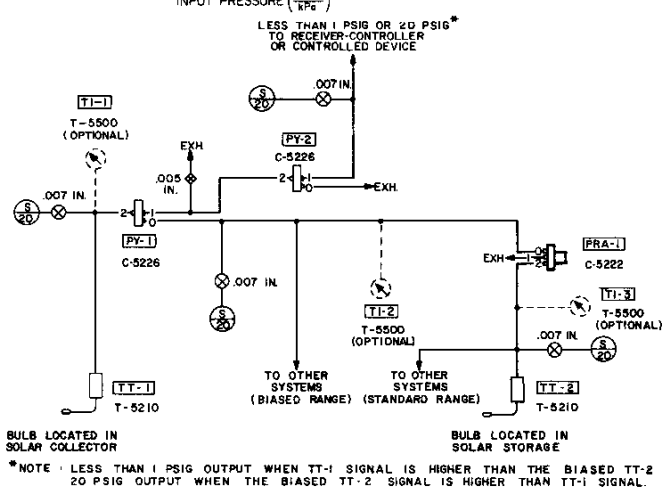 INPUT PRESSURE ( kPa )
LESS THAN 1 PSIG OR 20 PSIG*
TO RECEIVER-CONTROLLER
OR CONTROLLED DEVICE
S
20
.007 IN.
TI-1
T-5500
(OPTIONAL)
EXH
PY-2
C-5226
.005
IN.
2
1
0
EXH.
S
20
.007 IN.
2
1
0
PY-1
C-5226
EXH
0
1
2
PRA-1
C-5222
.007 IN.
S
20
TI-2
T-5500
(OPTIONAL)
TI-3
T-5500
(OPTIONAL)
.007 IN.
S
20
TT-1
T-5210
TO OTHER
SYSTEMS
(BIASED RANGE)
TO OTHER
SYSTEMS
(STANDARD RANGE)
TT-2
T-5210
BULB LOCATED IN
SOLAR COLLECTOR
BULB LOCATED IN
SOLAR STORAGE
*NOTE : LESS THAN 1 PSIG OUTPUT WHEN TT-1 SIGNAL IS HIGHER THAN THE BIASED TT-2
20 PSIG OUTPUT WHEN THE BIASED TT-2 SIGNAL IS HIGHER THAN TT-1 SIGNAL.